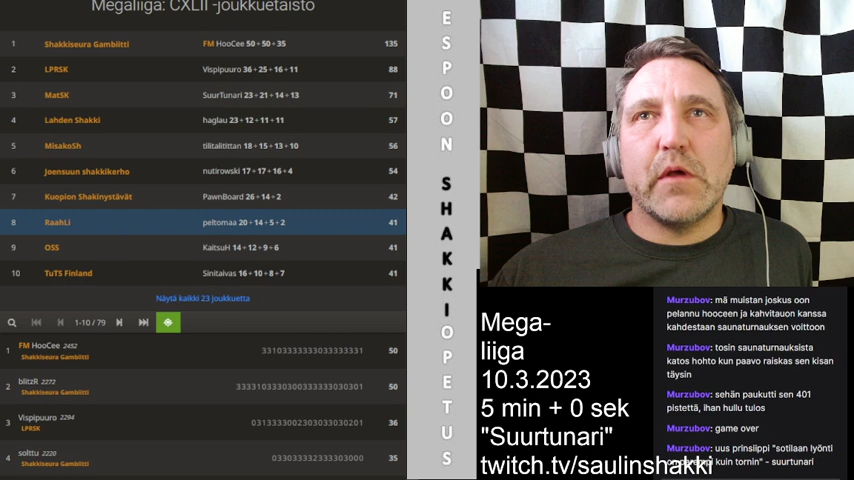 Megaliiga: CXLII -joukkuetaisto
1 Shakkiseura Gambiitti FM HooCee 50 + 50 + 35 135
2 LPRSK Vispipuuro 36 + 25 + 16 + 11 88
3 MatSK SuurTunari 23 + 21 + 14 + 13 71
4 Lahden Shakki haglau 23 + 12 + 11 + 11 57
5 MisakoSh tilitalitittan 18 + 15 + 13 + 10 56
6 Joensuun shakkikerho nutirowski 17 + 17 + 16 + 4 54
7 Kuopion Shakinystävät PawnBoard 26 + 14 + 2 42
8 RaahLi peltomaa 20 + 14 + 5 + 2 41
9 OSS KaitsuH 14 + 12 + 9 + 6 41
10 TuTS Finland Sinitaivas 16 + 10 + 8 + 7 41
Näytä kaikki 23 joukkuetta
1-10 / 79
1 FM HooCee 2452 3310333333033333331 50
Shakkiseura Gambiitti
2 blitzR 2272 3333103330300333333030301 50
Shakkiseura Gambiitti
3 Vispipuuro 2294 0313333002303033030201 36
LPRSK
4 solttu 2220 033033332333303000 35
Shakkiseura Gambiitti
ESPOON SHAKKIOPETUS
Mega-
liiga
10.3.2023
5 min + 0 sek
"Suurtunari"
twitch.tv/saulinshakki
Murzubov: mä muistan joskus oon
pelannu hooceen ja kahvitauon kanssa
kahdestaan saunaturnauksen voittoon
Murzubov: tosin saunaturnauksista
katos hohto kun paavo raiskas sen kisan
täysin
Murzubov: sehän paukutti sen 401
pistettä, ihan hullu tulos
Murzubov: game over
Murzubov: uus prinsiippi "sotilaan lyönti
on parempi kuin tornin" - suurtunari